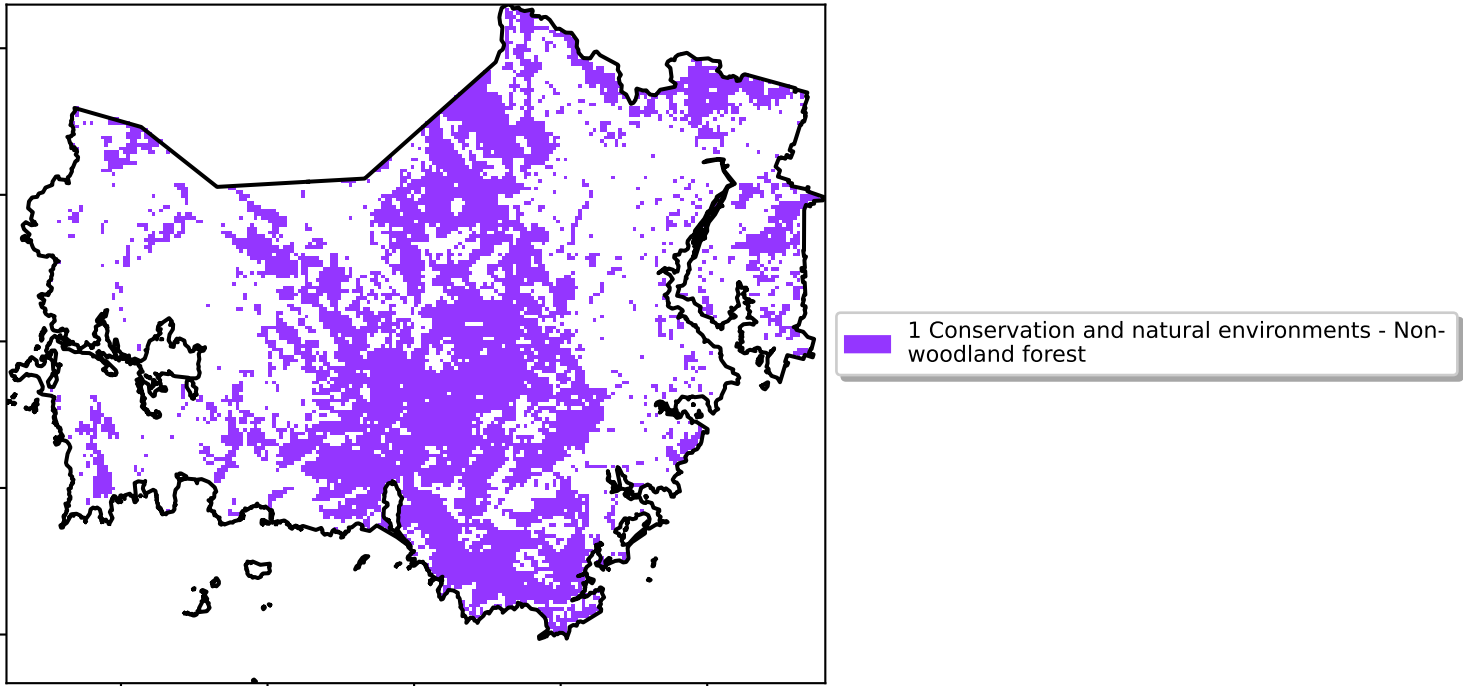 1 Conservation and natural environments - Non-
woodland forest